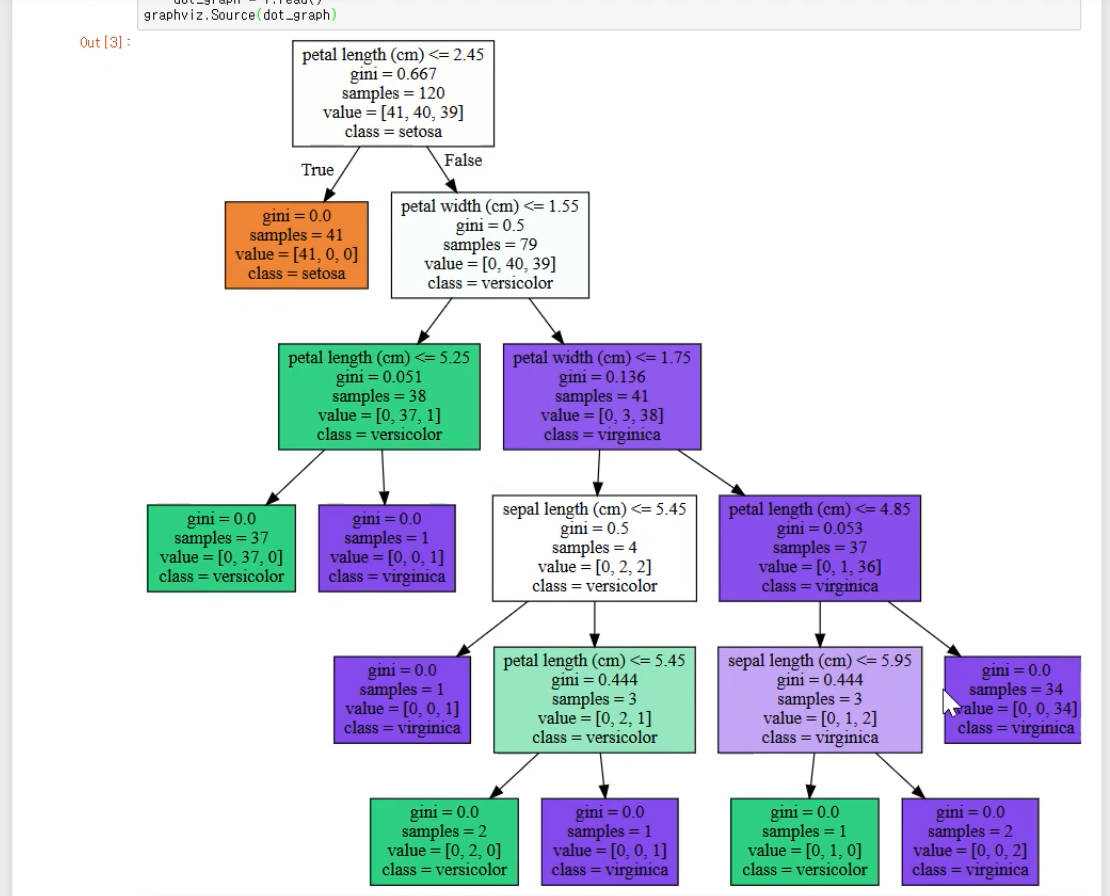 graphviz.Source(dot_graph)
Out [3]:
petal length (cm) <= 2.45
gini = 0.667
samples = 120
value = [41, 40, 39]
class = setosa
True
False
gini = 0.0
samples = 41
value = [41, 0, 0]
class = setosa
petal width (cm) <= 1.55
gini = 0.5
samples = 79
value = [0, 40, 39]
class = versicolor
petal length (cm) <= 5.25
gini = 0.051
samples = 38
value = [0, 37, 1]
class = versicolor
petal width (cm) <= 1.75
gini = 0.136
samples = 41
value = [0, 3, 38]
class = virginica
gini = 0.0
samples = 37
value = [0, 37, 0]
class = versicolor
gini = 0.0
samples = 1
value = [0, 0, 1]
class = virginica
sepal length (cm) <= 5.45
gini = 0.5
samples = 4
value = [0, 2, 2]
class = versicolor
petal length (cm) <= 4.85
gini = 0.053
samples = 37
value = [0, 1, 36]
class = virginica
gini = 0.0
samples = 1
value = [0, 0, 1]
class = virginica
petal length (cm) <= 5.45
gini = 0.444
samples = 3
value = [0, 2, 1]
class = versicolor
sepal length (cm) <= 5.95
gini = 0.444
samples = 3
value = [0, 1, 2]
class = virginica
gini = 0.0
samples = 34
value = [0, 0, 34]
class = virginica
gini = 0.0
samples = 2
value = [0, 2, 0]
class = versicolor
gini = 0.0
samples = 1
value = [0, 0, 1]
class = virginica
gini = 0.0
samples = 1
value = [0, 1, 0]
class = versicolor
gini = 0.0
samples = 2
value = [0, 0, 2]
class = virginica